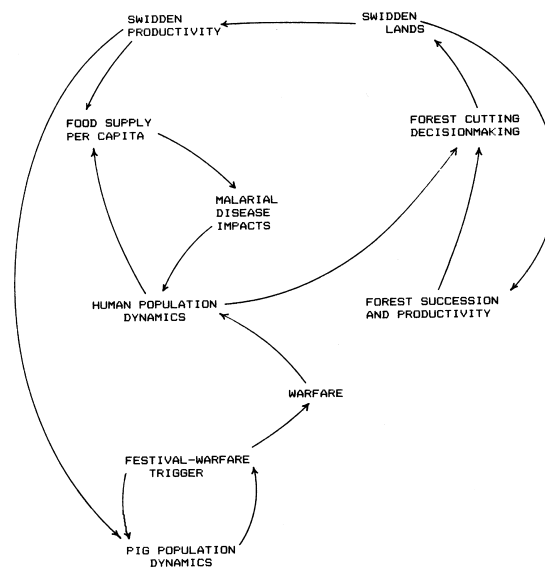 SWIDDEN
PRODUCTIVITY
SWIDDEN
LANDS
FOOD SUPPLY
PER CAPITA
FOREST CUTTING
DECISIONMAKING
MALARIAL
DISEASE
IMPACTS
HUMAN POPULATION
DYNAMICS
FOREST SUCCESSION
AND PRODUCTIVITY
WARFARE
FESTIVAL-WARFARE
TRIGGER
PIG POPULATION
DYNAMICS